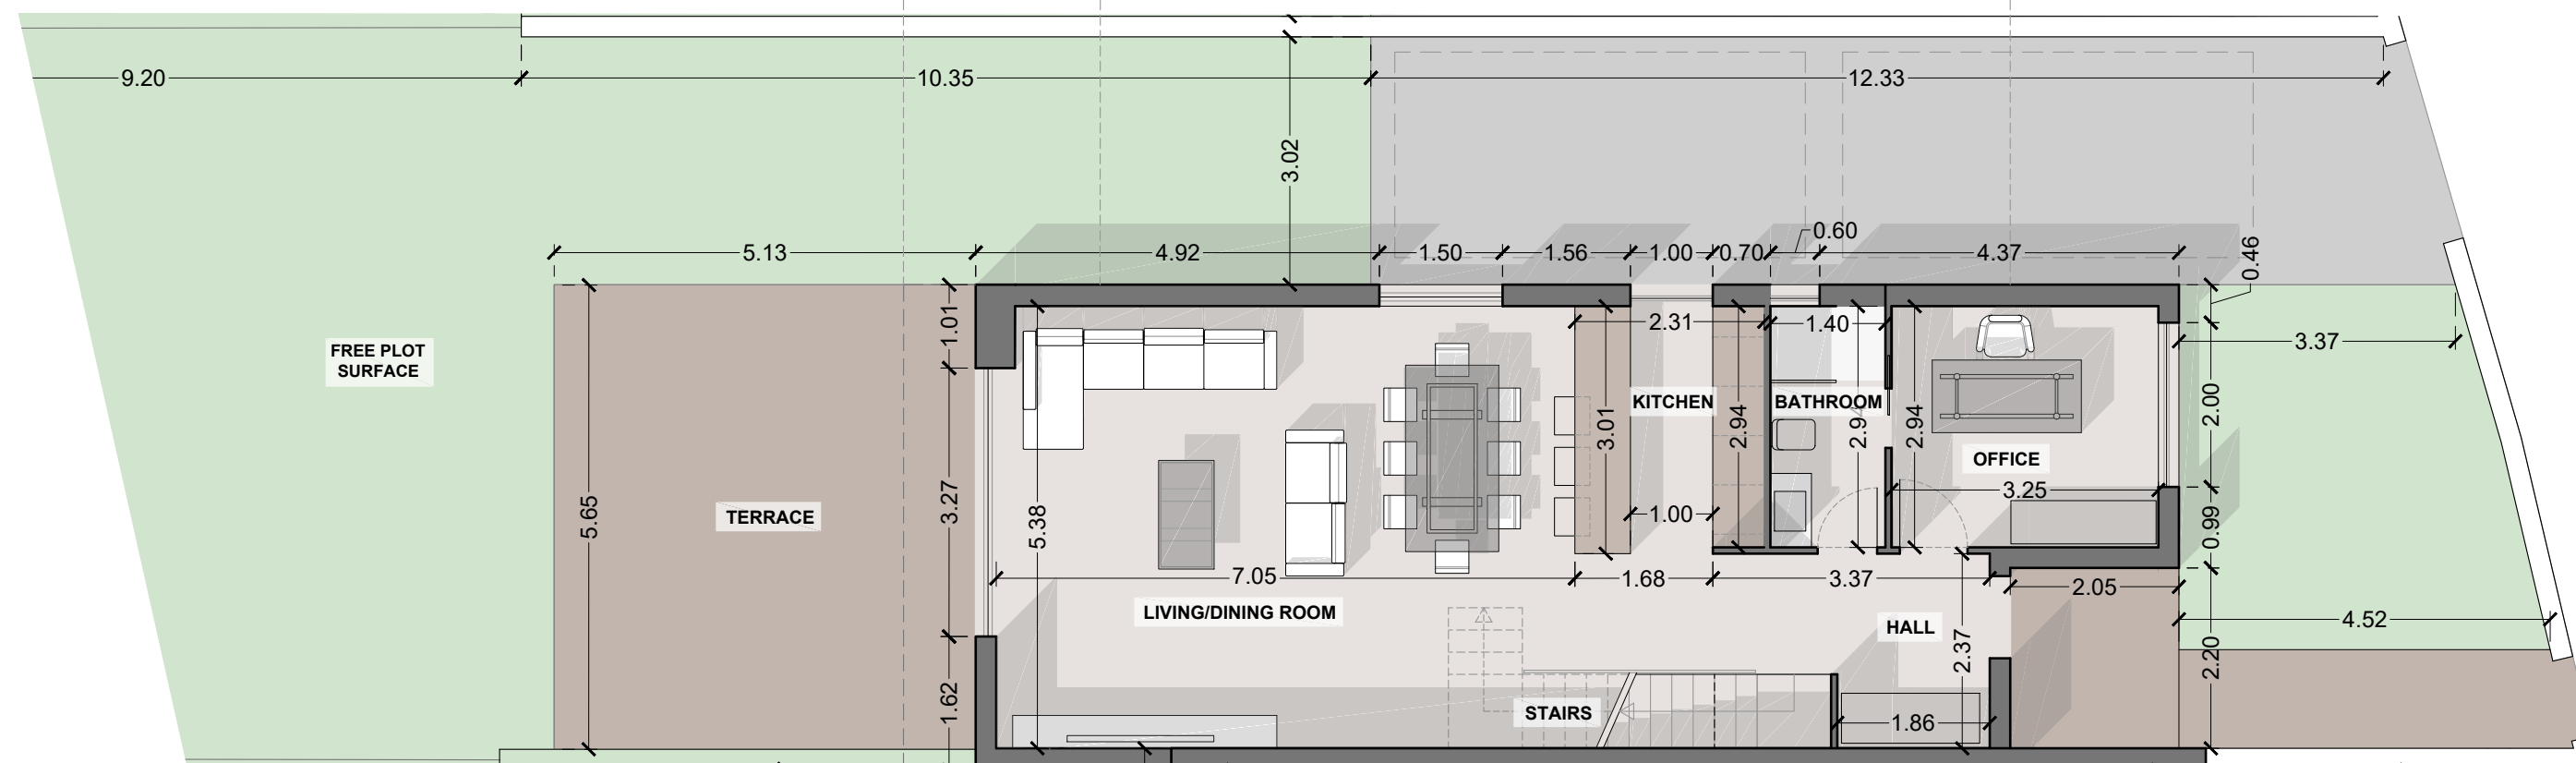 9.20 10.35 12.33
3.02
5.13 4.92 1.50 1.56 1.00 0.70 0.60 4.37 0.46
1.01 2.31 1.40 3.37
FREE PLOT
SURFACE
KITCHEN BATHROOM
3.01 2.94 2.94 2.94 2.00
OFFICE
3.25
5.65 TERRACE 3.27 5.38 1.00 0.99
7.05 1.68 3.37 2.05
LIVING/DINING ROOM HALL 4.52
2.37 2.20
1.62 STAIRS 1.86